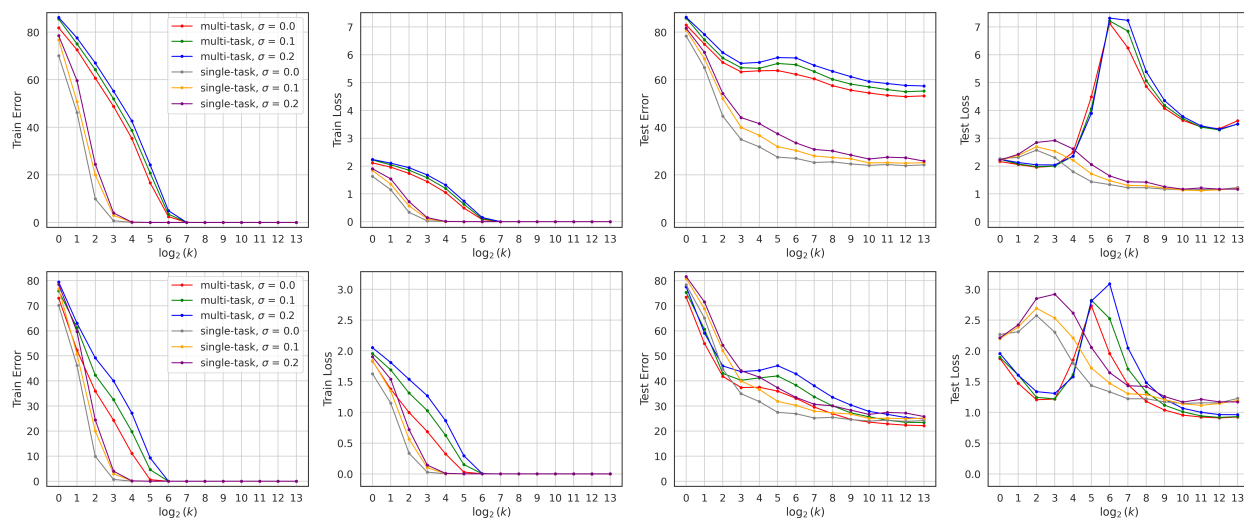 Train Error
80
60
40
20
0
0 1 2 3 4 5 6 7 8 9 10 11 12 13
log₂ (k)
multi-task, σ = 0.0
multi-task, σ = 0.1
multi-task, σ = 0.2
single-task, σ = 0.0
single-task, σ = 0.1
single-task, σ = 0.2
Train Loss
7
6
5
4
3
2
1
0
0 1 2 3 4 5 6 7 8 9 10 11 12 13
log₂ (k)
Test Error
80
60
40
20
0
0 1 2 3 4 5 6 7 8 9 10 11 12 13
log₂ (k)
Test Loss
7
6
5
4
3
2
1
0
0 1 2 3 4 5 6 7 8 9 10 11 12 13
log₂ (k)
Train Error
80
70
60
50
40
30
20
10
0
0 1 2 3 4 5 6 7 8 9 10 11 12 13
log₂ (k)
multi-task, σ = 0.0
multi-task, σ = 0.1
multi-task, σ = 0.2
single-task, σ = 0.0
single-task, σ = 0.1
single-task, σ = 0.2
Train Loss
3.0
2.5
2.0
1.5
1.0
0.5
0.0
0 1 2 3 4 5 6 7 8 9 10 11 12 13
log₂ (k)
Test Error
80
70
60
50
40
30
20
10
0
0 1 2 3 4 5 6 7 8 9 10 11 12 13
log₂ (k)
Test Loss
3.0
2.5
2.0
1.5
1.0
0.5
0.0
0 1 2 3 4 5 6 7 8 9 10 11 12 13
log₂ (k)